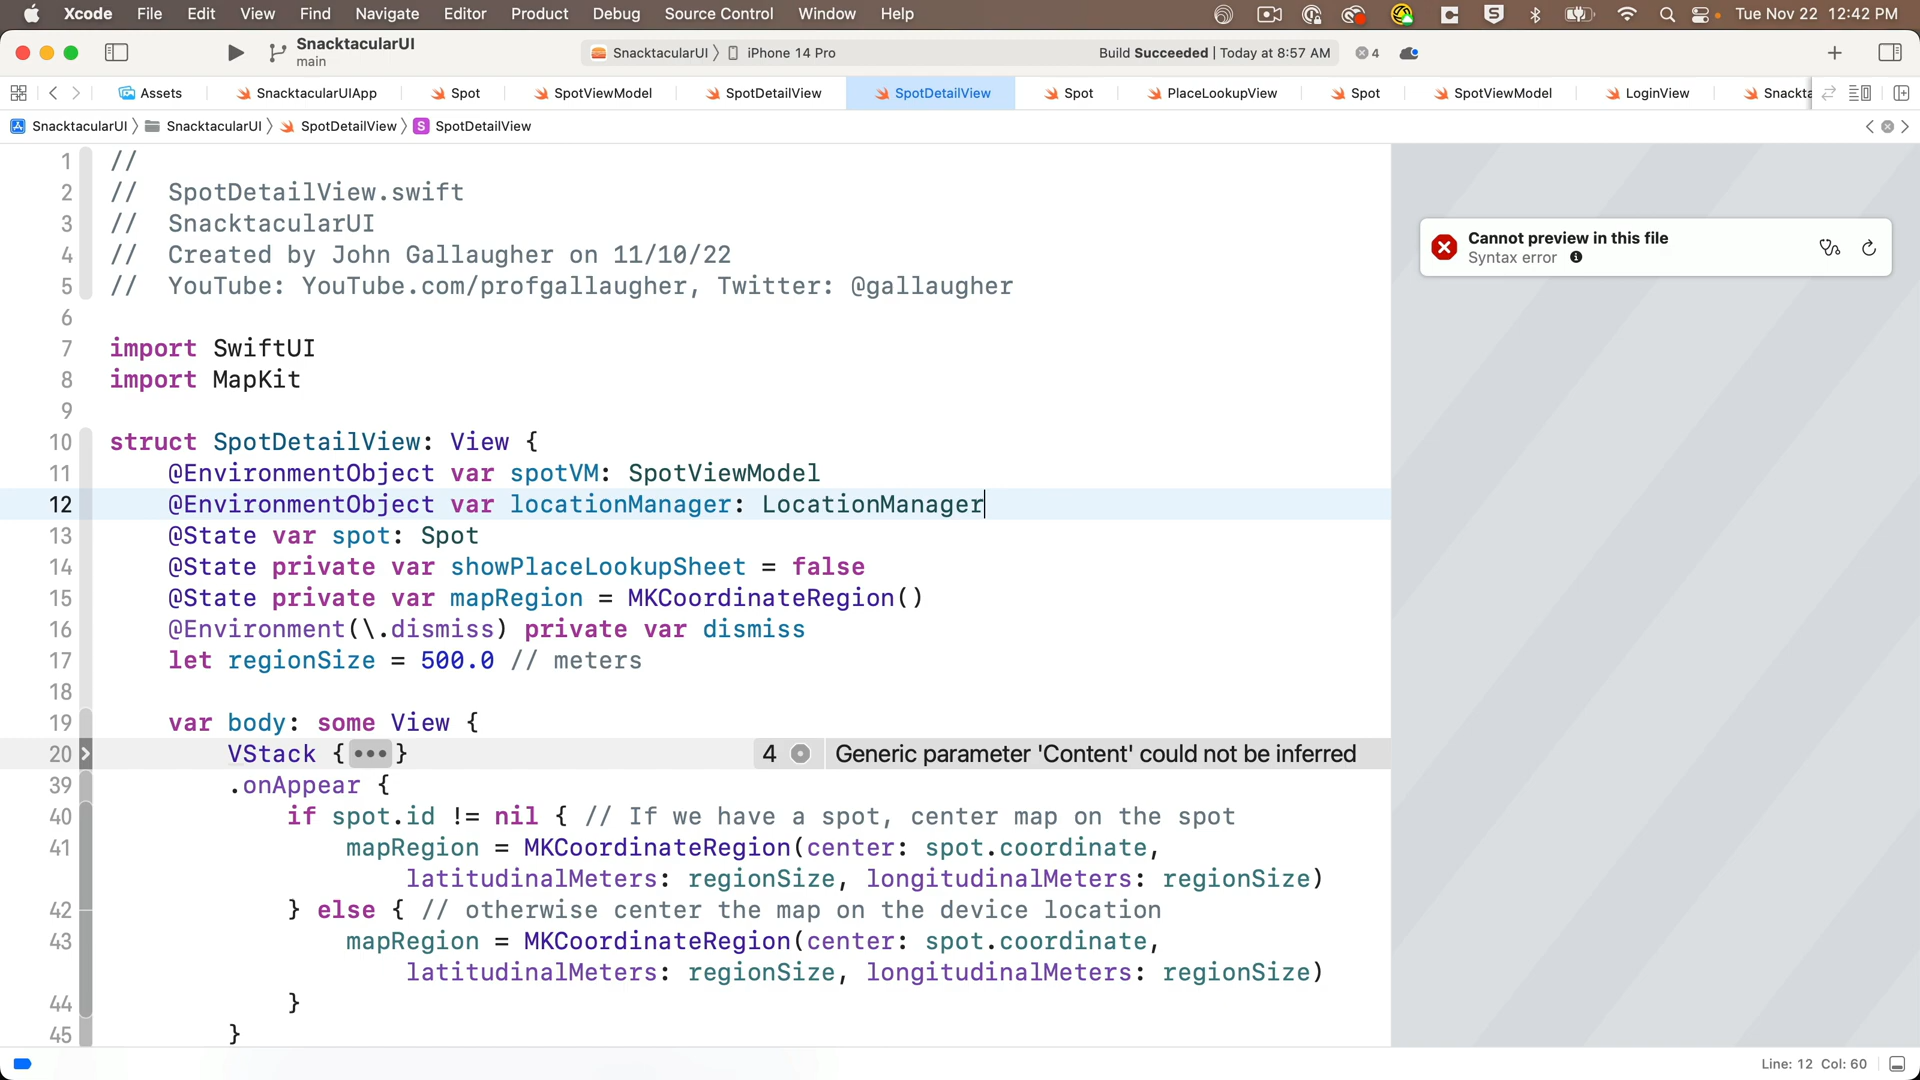 Xcode File Edit View Find Navigate Editor Product Debug Source Control Window Help Tue Nov 22 12:42 PM
SnacktacularUI
main
SnacktacularUI 〉 iPhone 14 Pro
Build Succeeded | Today at 8:57 AM 4
Assets SnacktacularUIApp Spot SpotViewModel SpotDetailView SpotDetailView Spot PlaceLookupView Spot SpotViewModel LoginView Snackta
SnacktacularUI 〉 SnacktacularUI 〉 SpotDetailView 〉 S SpotDetailView
1 //
2 //  SpotDetailView.swift
3 //  SnacktacularUI
4 //  Created by John Gallaugher on 11/10/22
5 //  YouTube: YouTube.com/profgallaugher, Twitter: @gallaugher
6
7 import SwiftUI
8 import MapKit
9
10 struct SpotDetailView: View {
11 @EnvironmentObject var spotVM: SpotViewModel
12 @EnvironmentObject var locationManager: LocationManager
13 @State var spot: Spot
14 @State private var showPlaceLookupSheet = false
15 @State private var mapRegion = MKCoordinateRegion()
16 @Environment(\.dismiss) private var dismiss
17 let regionSize = 500.0 // meters
18
19 var body: some View {
20 VStack {•••} 4 Generic parameter 'Content' could not be inferred
39 .onAppear {
40 if spot.id != nil { // If we have a spot, center map on the spot
41 mapRegion = MKCoordinateRegion(center: spot.coordinate,
latitudinalMeters: regionSize, longitudinalMeters: regionSize)
42 } else { // otherwise center the map on the device location
43 mapRegion = MKCoordinateRegion(center: spot.coordinate,
latitudinalMeters: regionSize, longitudinalMeters: regionSize)
44 }
45 }
Cannot preview in this file
Syntax error
Line: 12 Col: 60